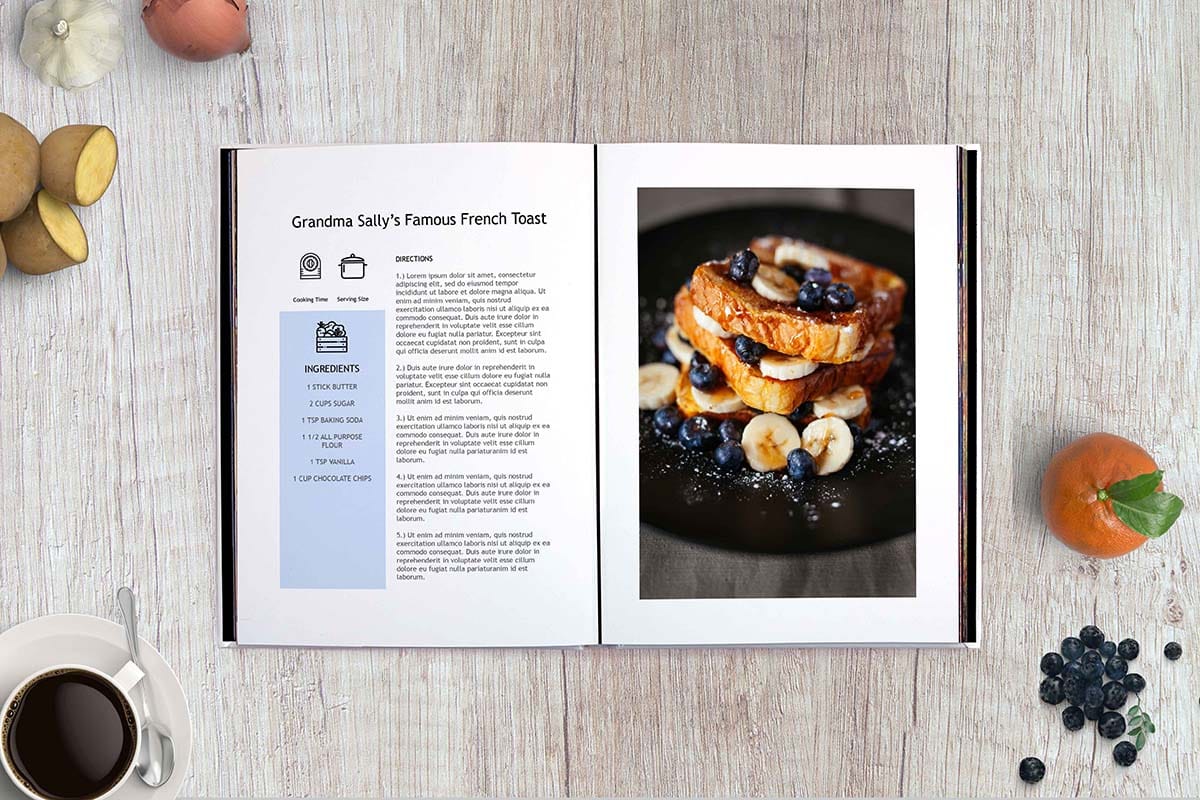 Grandma Sally's Famous French Toast
Cooking Time
Serving Size
INGREDIENTS
1 STICK BUTTER
2 CUPS SUGAR
1 TSP BAKING SODA
1 1/2 ALL PURPOSE
FLOUR
1 TSP VANILLA
1 CUP CHOCOLATE CHIPS
DIRECTIONS
1.) Lorem ipsum dolor sit amet, consectetur
adipiscing elit, sed do eiusmod tempor
incididunt ut labore et dolore magna aliqua. Ut
enim ad minim veniam, quis nostrud
exercitation ullamco laboris nisi ut aliquip ex ea
commodo consequat. Duis aute irure dolor in
reprehenderit in voluptate velit esse cillum
dolore eu fugiat nulla pariatur. Excepteur sint
occaecat cupidatat non proident, sunt in culpa
qui officia deserunt mollit anim id est laborum.
2.) Duis aute irure dolor in reprehenderit in
voluptate velit esse cillum dolore eu fugiat nulla
pariatur. Excepteur sint occaecat cupidatat non
proident, sunt in culpa qui officia deserunt
mollit anim id est laborum.
3.) Ut enim ad minim veniam, quis nostrud
exercitation ullamco laboris nisi ut aliquip ex ea
commodo consequat. Duis aute irure dolor in
reprehenderit in voluptate velit esse cillum
dolore eu fugiat nulla pariaturanim id est
laborum.
4.) Ut enim ad minim veniam, quis nostrud
exercitation ullamco laboris nisi ut aliquip ex ea
commodo consequat. Duis aute irure dolor in
reprehenderit in voluptate velit esse cillum
dolore eu fugiat nulla pariaturanim id est
laborum.
5.) Ut enim ad minim veniam, quis nostrud
exercitation ullamco laboris nisi ut aliquip ex ea
commodo consequat. Duis aute irure dolor in
reprehenderit in voluptate velit esse cillum
dolore eu fugiat nulla pariaturanim id est
laborum.